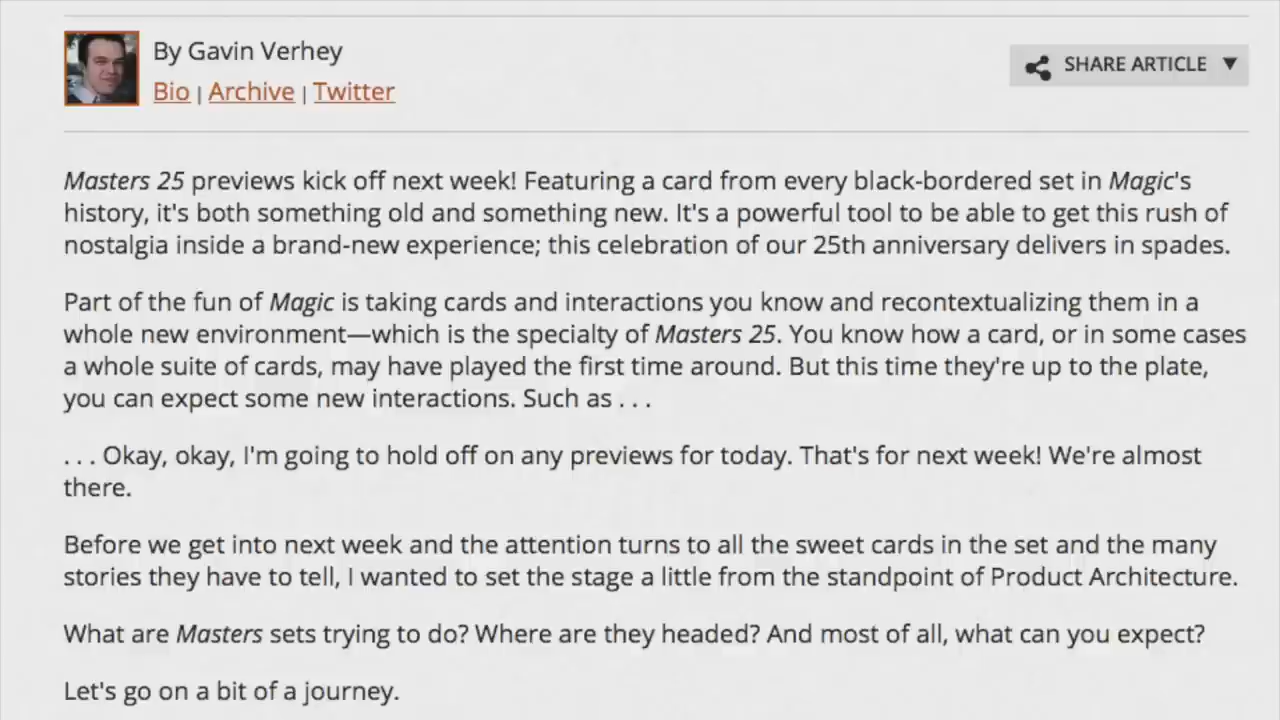 By Gavin Verhey
SHARE ARTICLE
Bio | Archive | Twitter
Masters 25 previews kick off next week! Featuring a card from every black-bordered set in Magic's
history, it's both something old and something new. It's a powerful tool to be able to get this rush of
nostalgia inside a brand-new experience; this celebration of our 25th anniversary delivers in spades.
Part of the fun of Magic is taking cards and interactions you know and recontextualizing them in a
whole new environment—which is the specialty of Masters 25. You know how a card, or in some cases
a whole suite of cards, may have played the first time around. But this time they're up to the plate,
you can expect some new interactions. Such as . . .
. . . Okay, okay, I'm going to hold off on any previews for today. That's for next week! We're almost
there.
Before we get into next week and the attention turns to all the sweet cards in the set and the many
stories they have to tell, I wanted to set the stage a little from the standpoint of Product Architecture.
What are Masters sets trying to do? Where are they headed? And most of all, what can you expect?
Let's go on a bit of a journey.